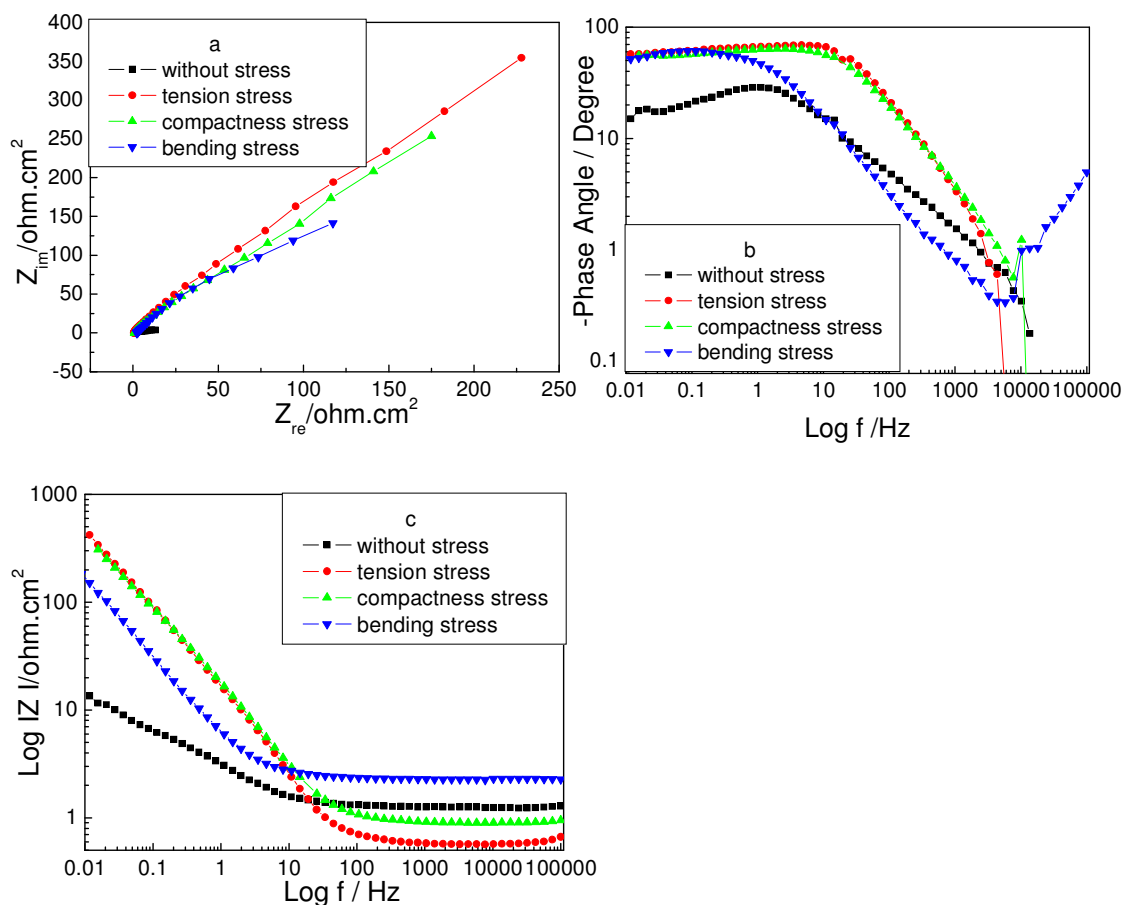 a
without stress
tension stress
compactness stress
bending stress
400
350
300
250
200
150
100
50
0
-50
Z_im/ohm.cm²
0 50 100 150 200 250
Z_re/ohm.cm²
b
without stress
tension stress
compactness stress
bending stress
100
10
1
0.1
-Phase Angle / Degree
0.01 0.1 1 10 100 1000 10000 100000
Log f /Hz
c
without stress
tension stress
compactness stress
bending stress
1000
100
10
1
Log IZ I/ohm.cm²
0.01 0.1 1 10 100 1000 10000 100000
Log f / Hz